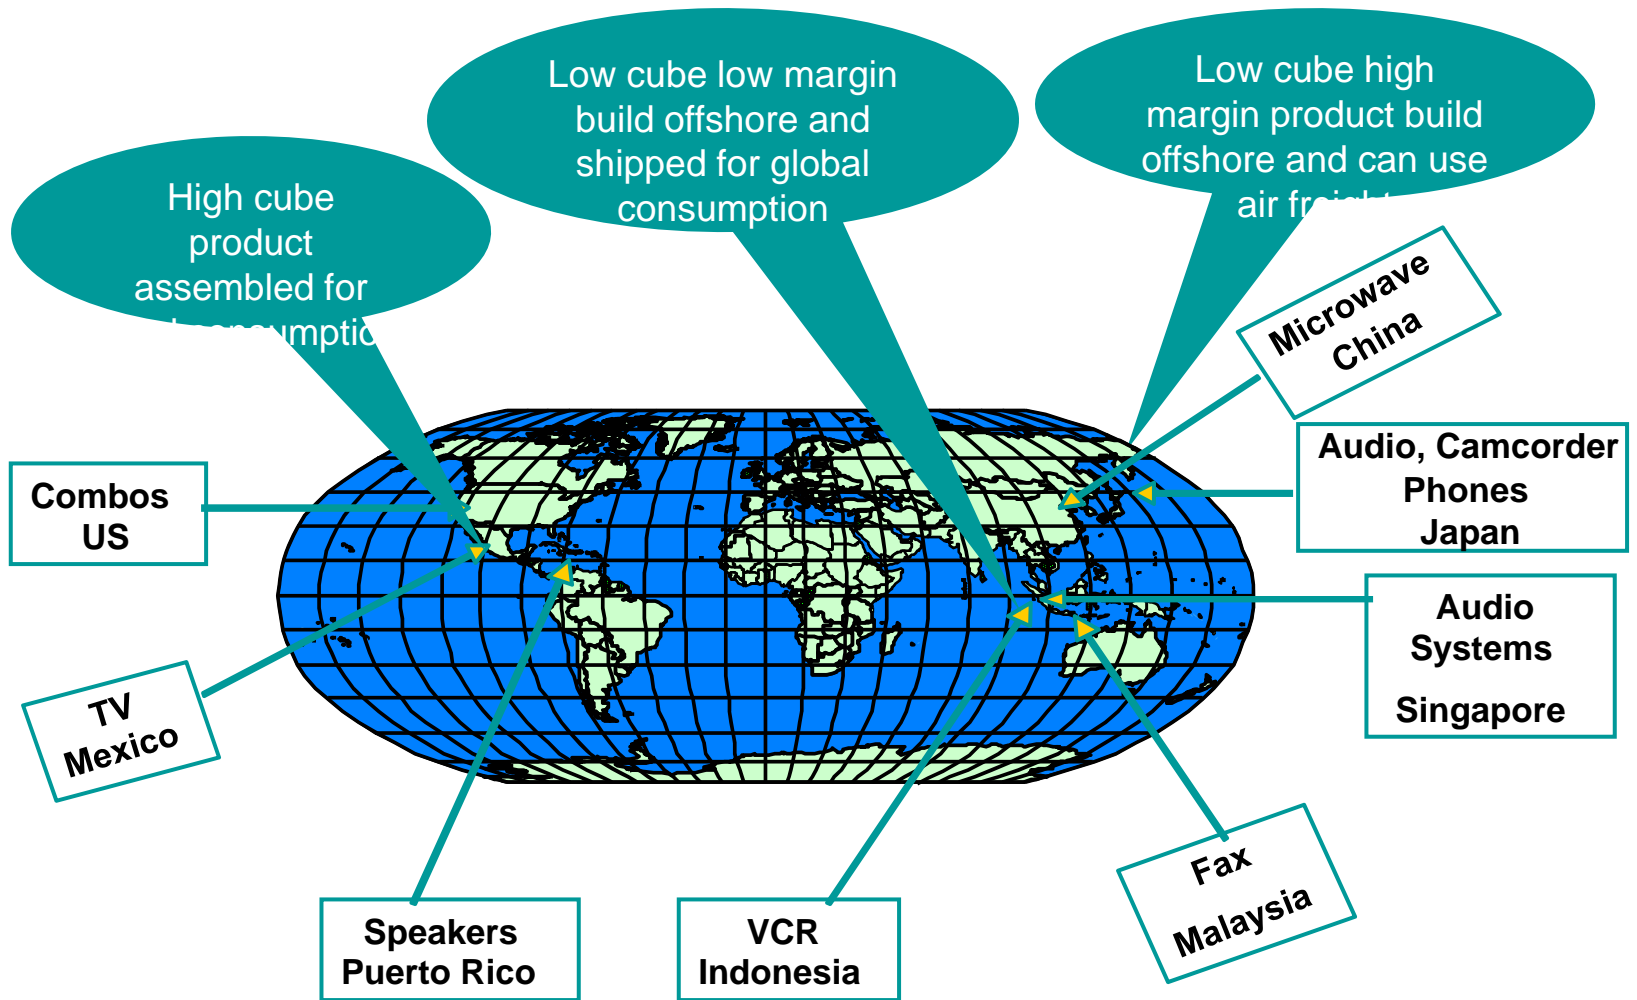 High cube
product
assembled for
consumption
Low cube low margin
build offshore and
shipped for global
consumption
Low cube high
margin product build
offshore and can use
air freight
Microwave
China
Audio, Camcorder
Phones
Japan
Combos
US
Audio
Systems
Singapore
TV
Mexico
Fax
Malaysia
Speakers
Puerto Rico
VCR
Indonesia